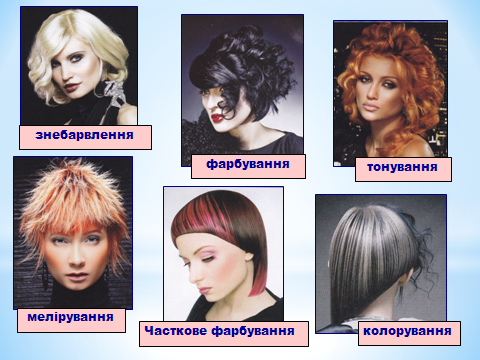 знебарвлення
фарбування
тонування
мелірування
Часткове фарбування
колорування